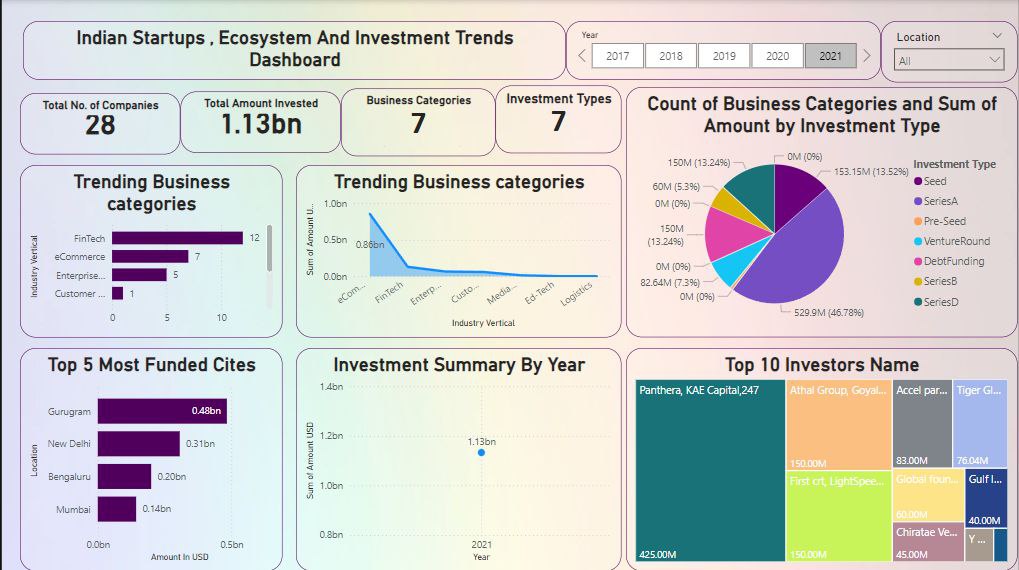 Indian Startups , Ecosystem And Investment Trends
Dashboard
Year
2017
2018
2019
2020
2021
Location
All
Total No. of Companies
28
Total Amount Invested
1.13bn
Business Categories
7
Investment Types
7
Count of Business Categories and Sum of
Amount by Investment Type
0M (0%)
153.15M (13.52%)
529.9M (46.78%)
0M (0%)
82.64M (7.3%)
0M (0%)
150M
(13.24%)
0M (0%)
60M (5.3%)
150M (13.24%)
Investment Type
Seed
SeriesA
Pre-Seed
VentureRound
DebtFunding
SeriesB
SeriesD
Trending Business
categories
Industry Vertical
FinTech
12
eCommerce
7
Enterprise...
5
Customer ...
1
0
5
10
Trending Business categories
Sum of Amount U...
1.0bn
0.5bn
0.0bn
0.86bn
eCom...
FinTech
Enterp...
Custo...
Media...
Ed-Tech
Logistics
Industry Vertical
Top 5 Most Funded Cites
Location
Gurugram
0.48bn
New Delhi
0.31bn
Bengaluru
0.20bn
Mumbai
0.14bn
0.0bn
0.5bn
Amount In USD
Investment Summary By Year
Sum of Amount USD
1.4bn
1.2bn
1.0bn
0.8bn
1.13bn
2021
Year
Top 10 Investors Name
Panthera, KAE Capital,247
425.00M
Athal Group, Goyal...
150.00M
First crt, LightSpee...
150.00M
Accel par...
83.00M
Tiger Gl...
76.04M
Global foun...
60.00M
Gulf I...
40.00M
Chiratae Ve...
45.00M
Y ...